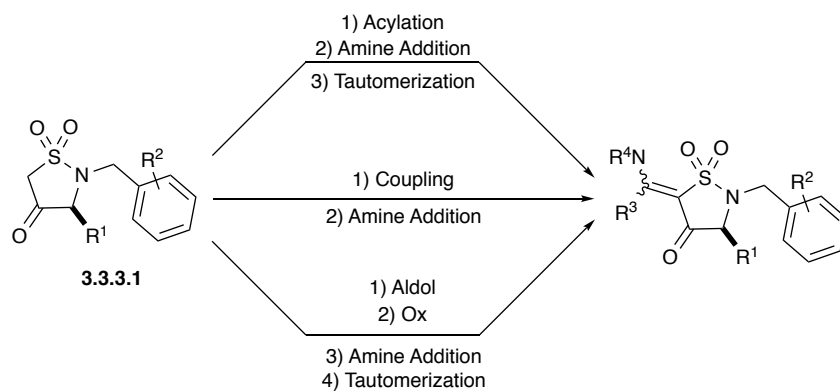 1) Acylation
2) Amine Addition
3) Tautomerization
O O
S
N
R2
O
R1
3.3.3.1
1) Coupling
2) Amine Addition
R4N
R3
O O
S
N
R2
O
R1
1) Aldol
2) Ox
3) Amine Addition
4) Tautomerization